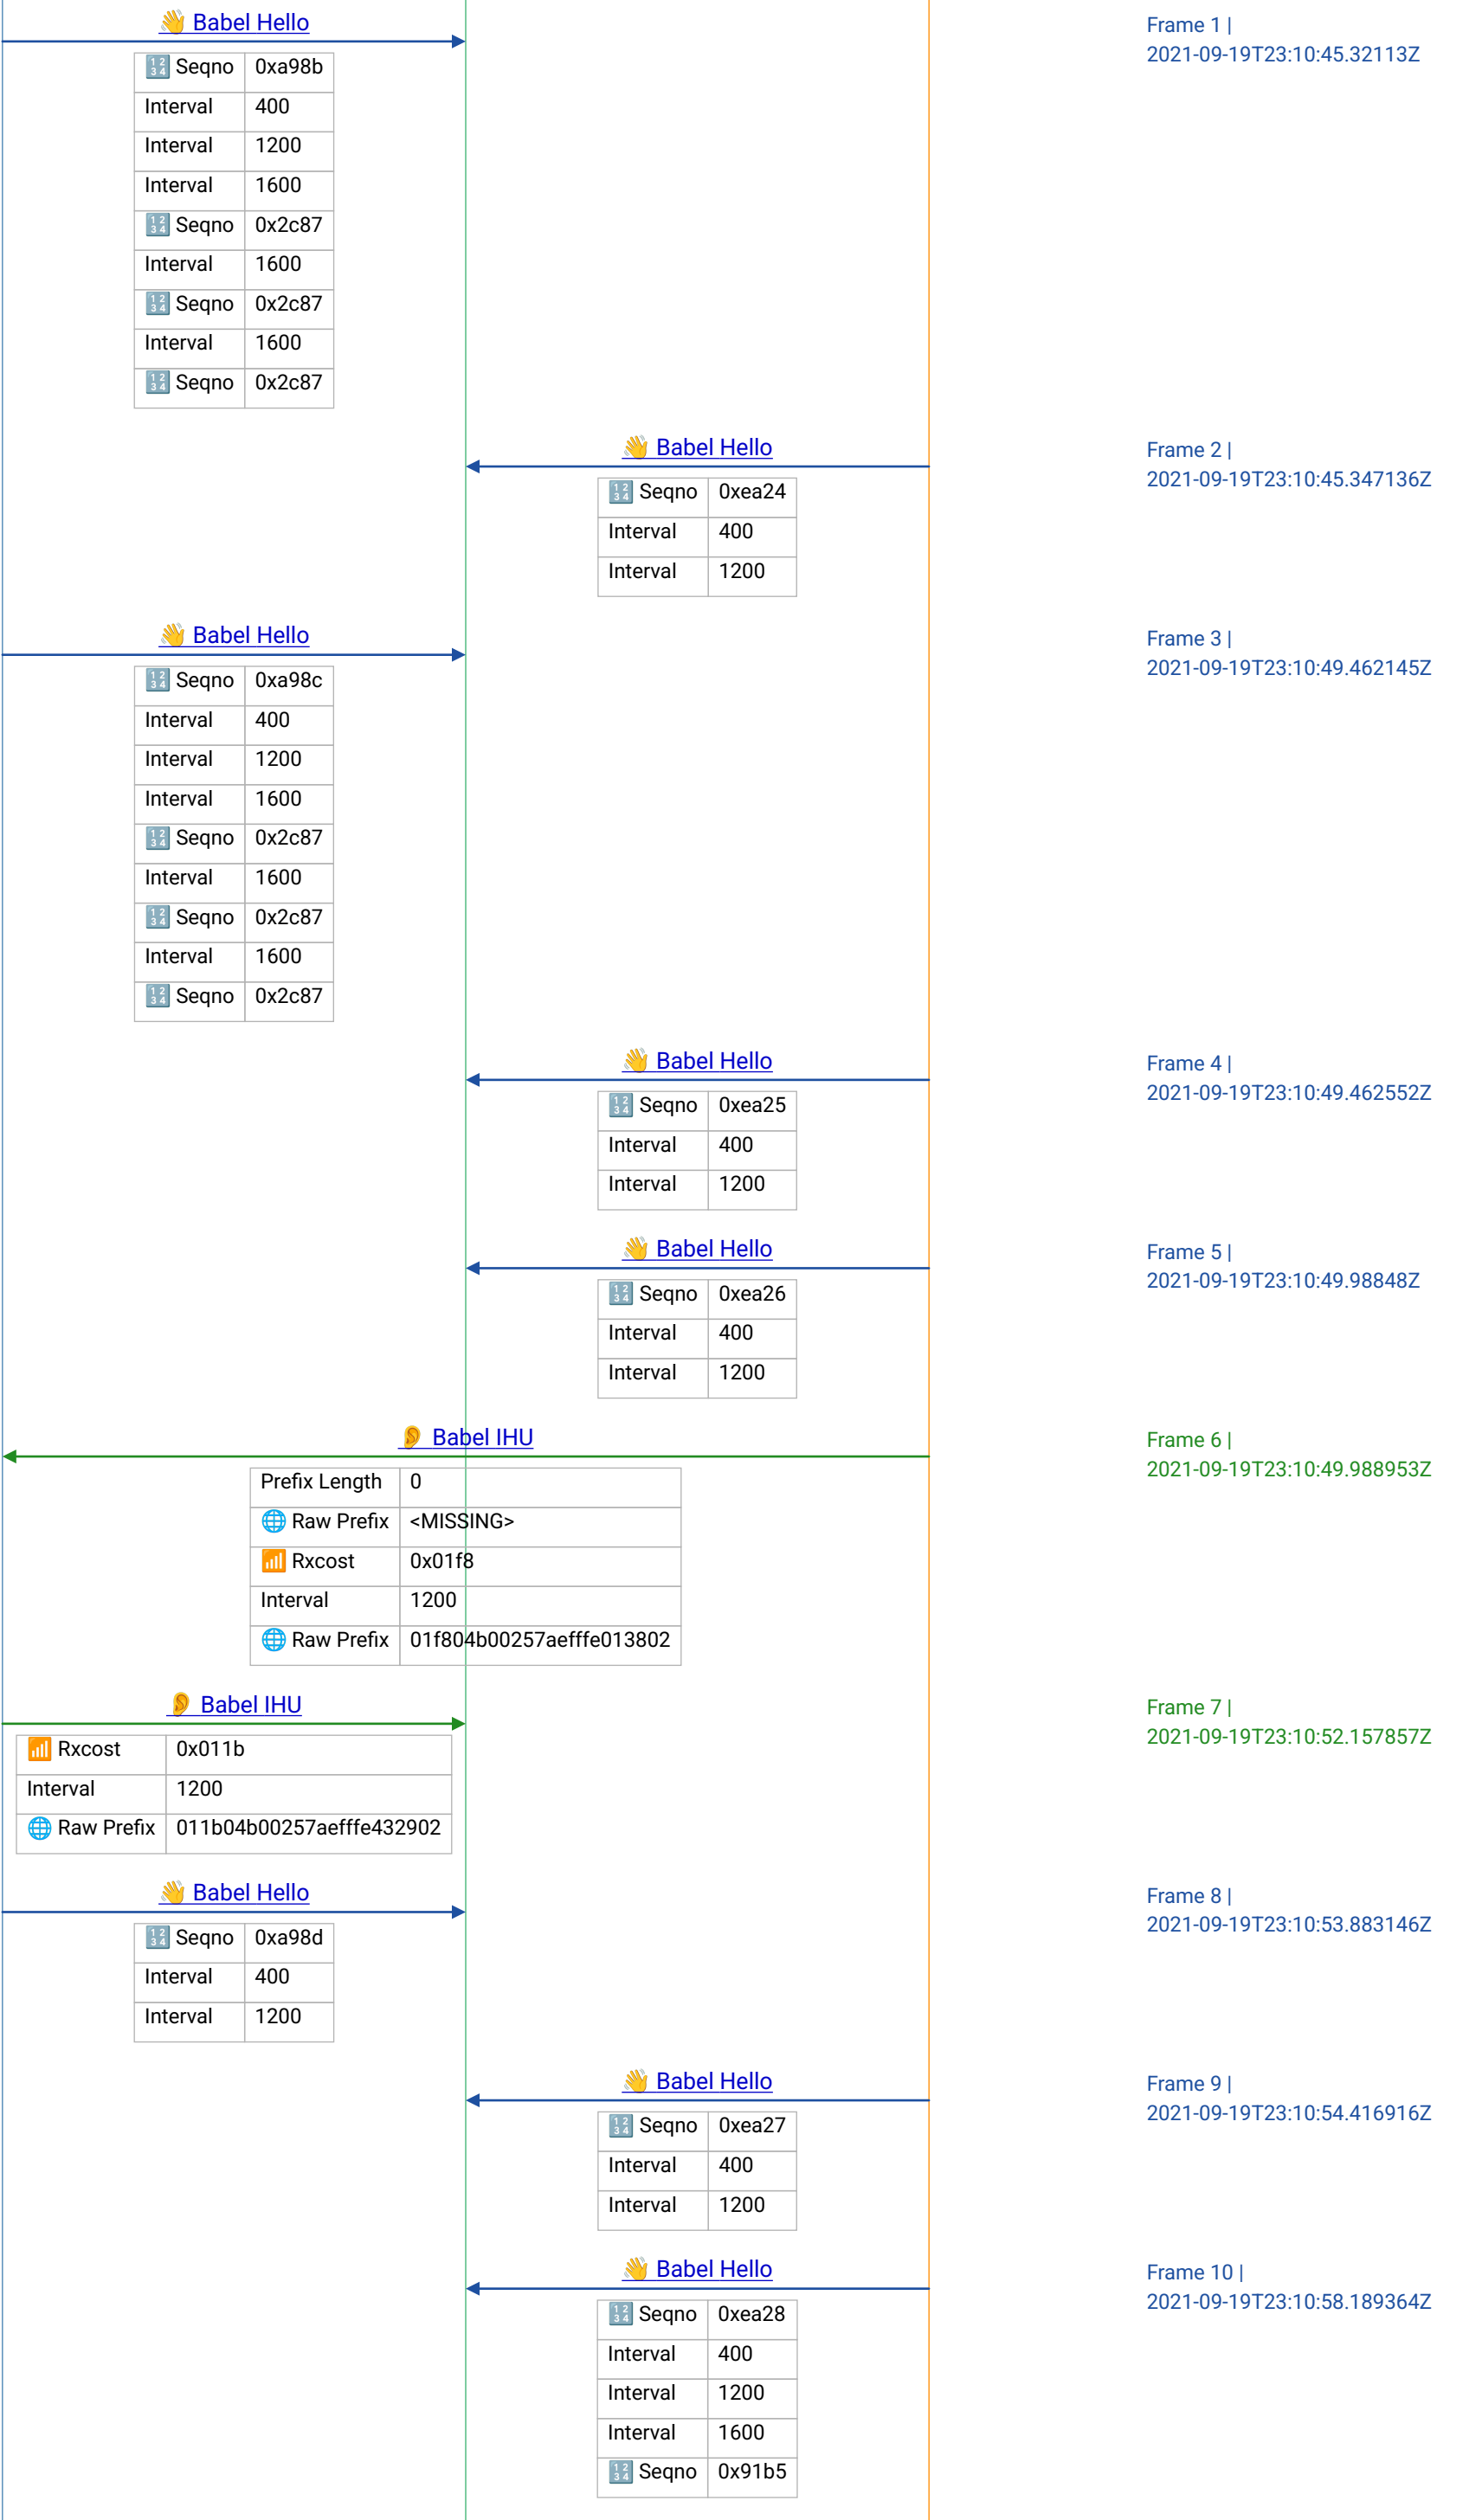 👋 Babel Hello
Frame 1 |
2021-09-19T23:10:45.32113Z
🔢 Seqno 0xa98b
Interval 400
Interval 1200
Interval 1600
🔢 Seqno 0x2c87
Interval 1600
🔢 Seqno 0x2c87
Interval 1600
🔢 Seqno 0x2c87
👋 Babel Hello
Frame 2 |
2021-09-19T23:10:45.347136Z
🔢 Seqno 0xea24
Interval 400
Interval 1200
👋 Babel Hello
Frame 3 |
2021-09-19T23:10:49.462145Z
🔢 Seqno 0xa98c
Interval 400
Interval 1200
Interval 1600
🔢 Seqno 0x2c87
Interval 1600
🔢 Seqno 0x2c87
Interval 1600
🔢 Seqno 0x2c87
👋 Babel Hello
Frame 4 |
2021-09-19T23:10:49.462552Z
🔢 Seqno 0xea25
Interval 400
Interval 1200
👋 Babel Hello
Frame 5 |
2021-09-19T23:10:49.98848Z
🔢 Seqno 0xea26
Interval 400
Interval 1200
👂 Babel IHU
Frame 6 |
2021-09-19T23:10:49.988953Z
Prefix Length 0
🌐 Raw Prefix <MISSING>
📶 Rxcost 0x01f8
Interval 1200
🌐 Raw Prefix 01f804b00257aefffe013802
👂 Babel IHU
Frame 7 |
2021-09-19T23:10:52.157857Z
📶 Rxcost 0x011b
Interval 1200
🌐 Raw Prefix 011b04b00257aefffe432902
👋 Babel Hello
Frame 8 |
2021-09-19T23:10:53.883146Z
🔢 Seqno 0xa98d
Interval 400
Interval 1200
👋 Babel Hello
Frame 9 |
2021-09-19T23:10:54.416916Z
🔢 Seqno 0xea27
Interval 400
Interval 1200
👋 Babel Hello
Frame 10 |
2021-09-19T23:10:58.189364Z
🔢 Seqno 0xea28
Interval 400
Interval 1200
Interval 1600
🔢 Seqno 0x91b5